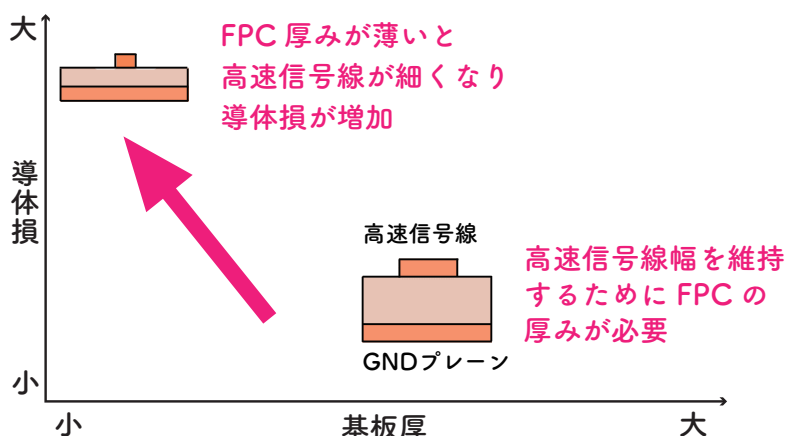 大
FPC 厚みが薄いと
高速信号線が細くなり
導体損が増加
導体損
高速信号線
高速信号線幅を維持
するために FPC の
厚みが必要
GNDプレーン
小
小
基板厚
大